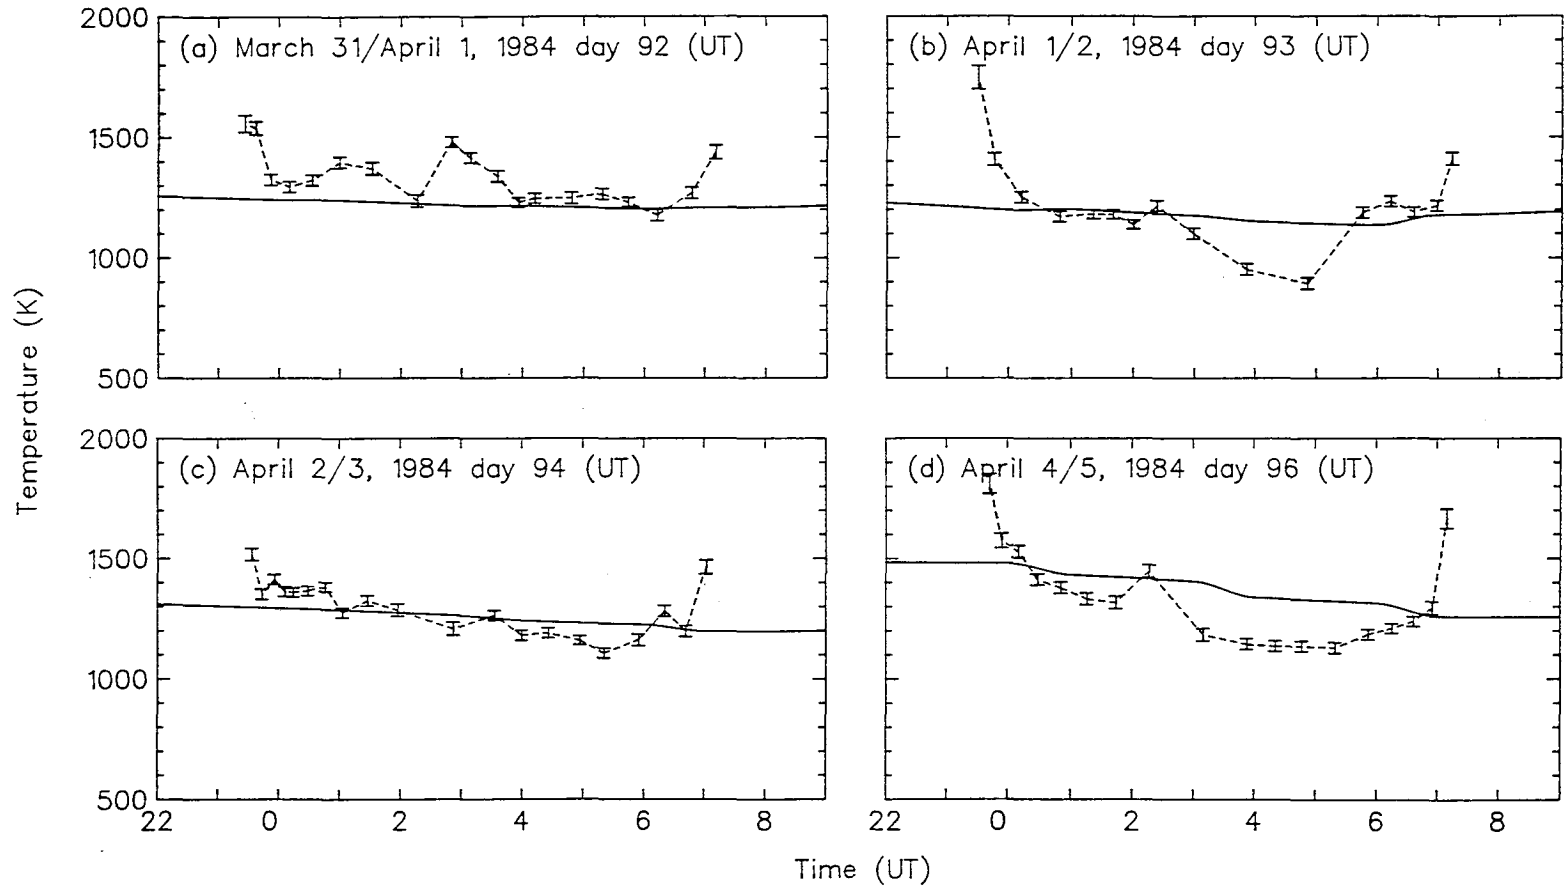 2000
1500
1000
500
(a) March 31/April 1, 1984 day 92 (UT)
(b) April 1/2, 1984 day 93 (UT)
Temperature (K)
2000
1500
1000
500
(c) April 2/3, 1984 day 94 (UT)
(d) April 4/5, 1984 day 96 (UT)
22 0 2 4 6 8
22 0 2 4 6 8
Time (UT)